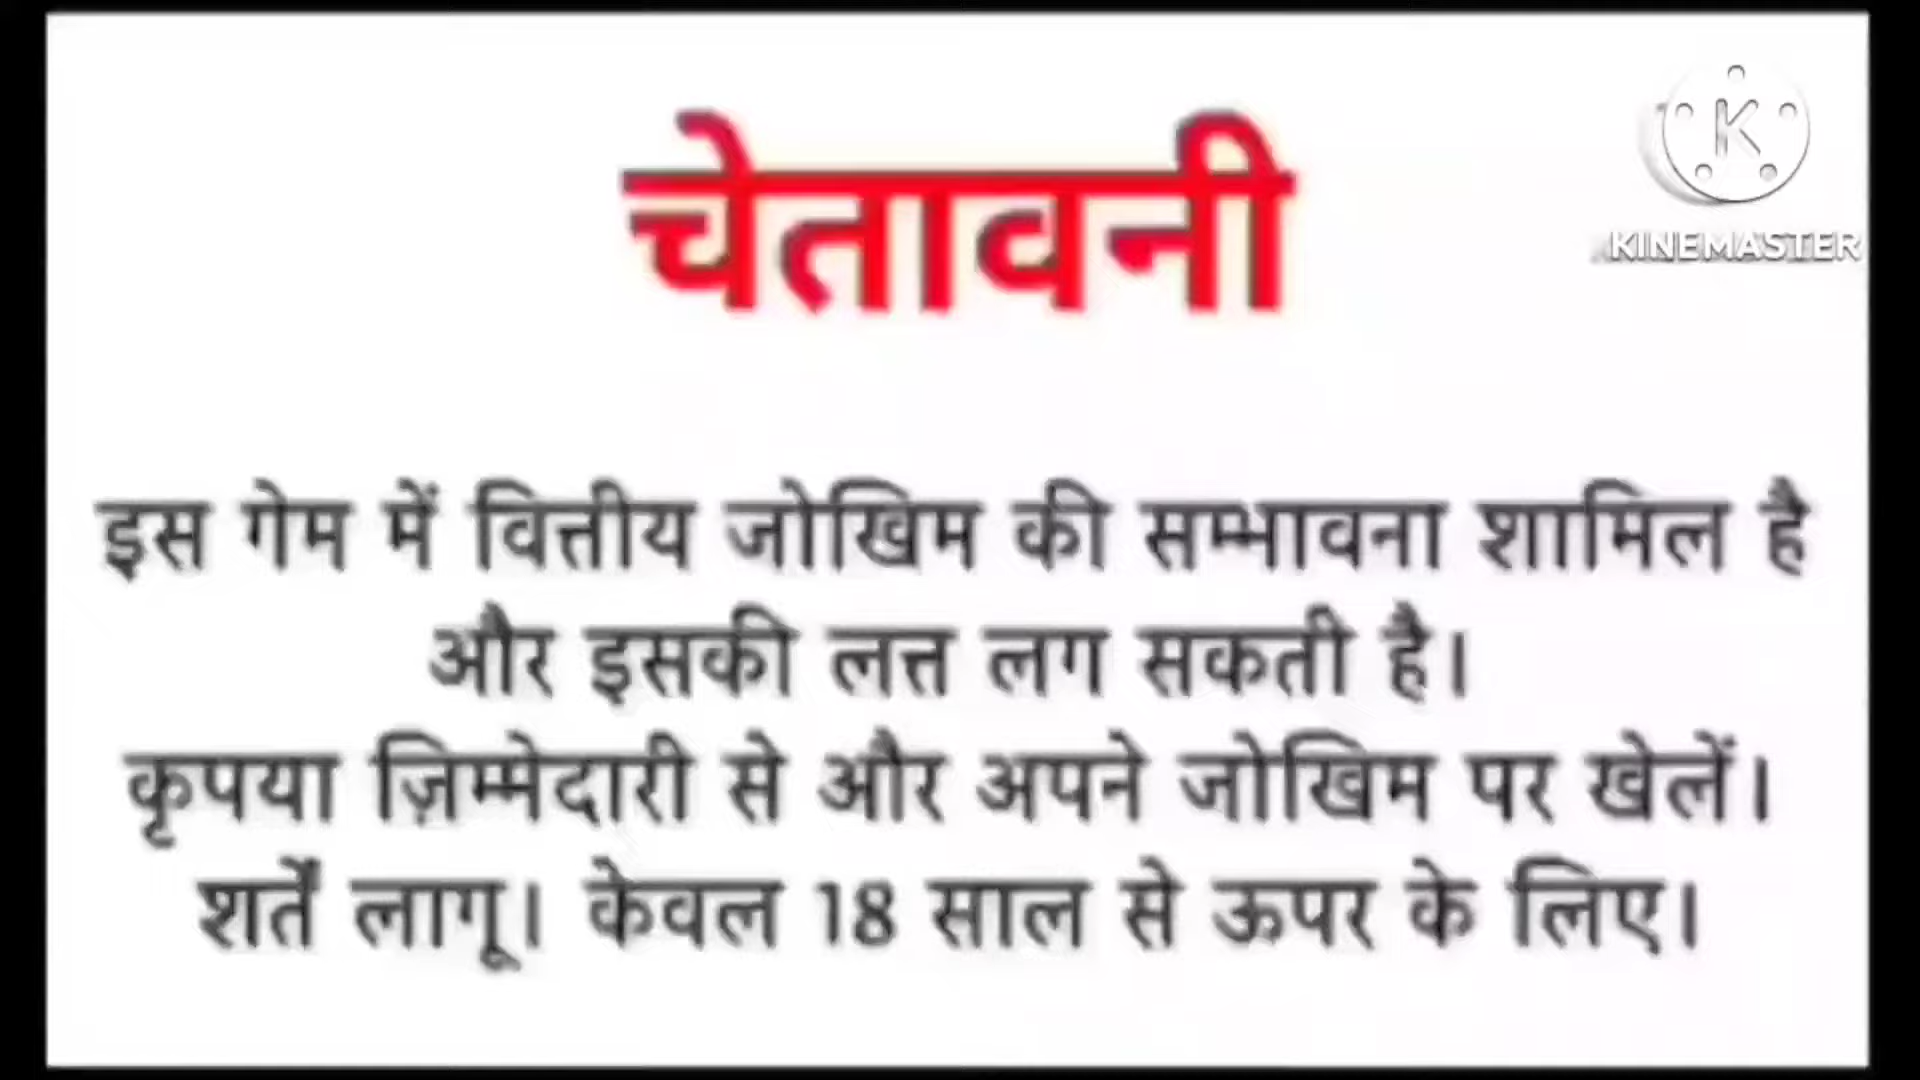 चेतावनी
KINEMASTER
इस गेम में वित्तीय जोखिम की सम्भावना शामिल है
और इसकी लत्त लग सकती है।
कृपया ज़िम्मेदारी से और अपने जोखिम पर खेलें।
शर्तें लागू। केवल 18 साल से ऊपर के लिए।